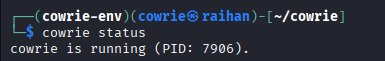 ┌──(cowrie-env)(cowrie㉿raihan)-[~/cowrie]
└─$ cowrie status
cowrie is running (PID: 7906).